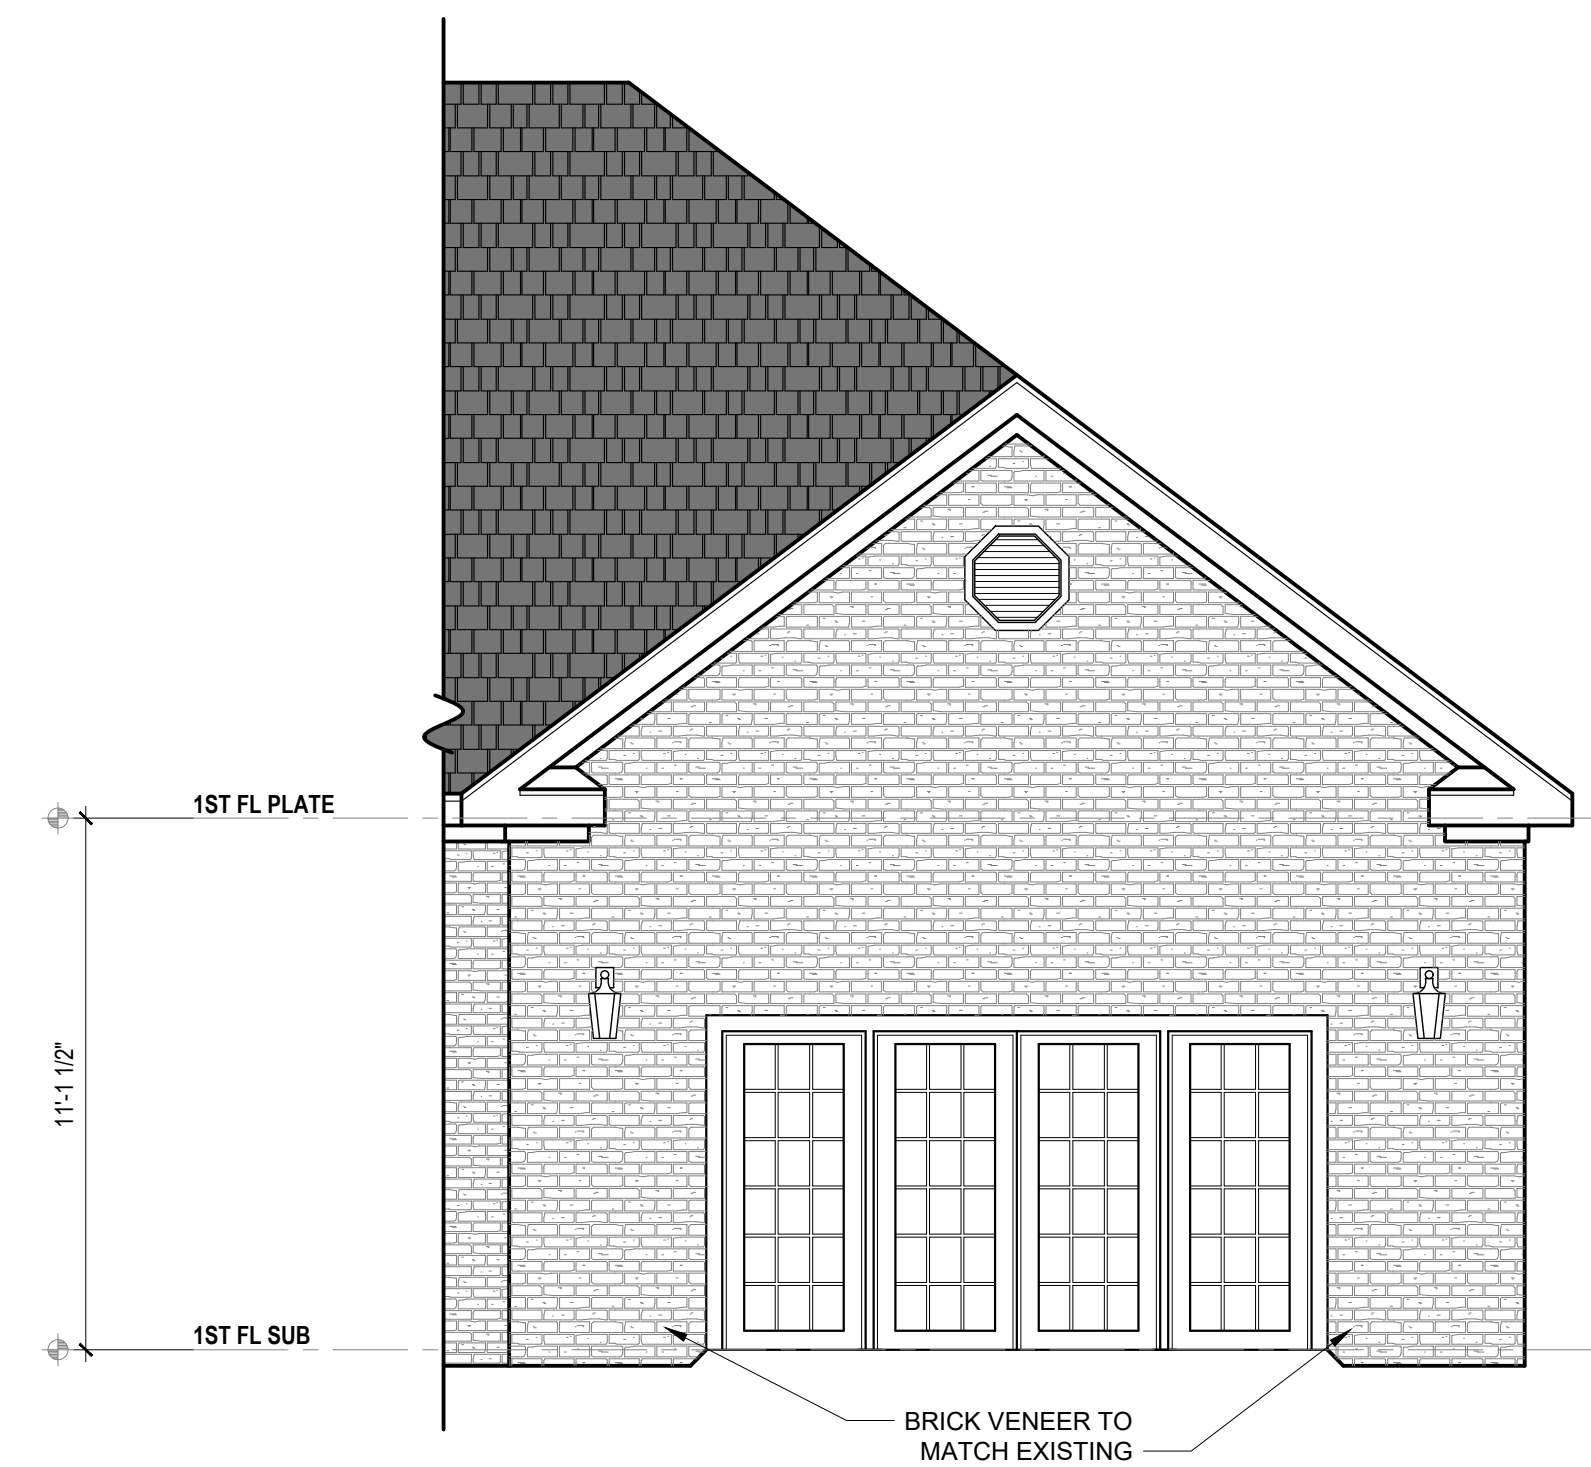 1ST FL PLATE
11'-1 1/2"
1ST FL SUB
BRICK VENEER TO
MATCH EXISTING